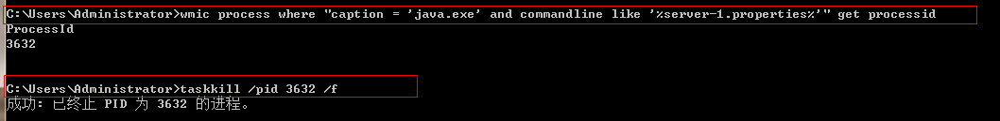 C:\Users\Administrator>wmic process where "caption = 'java.exe' and commandline like '%server-1.properties%'" get processid
ProcessId
3632
C:\Users\Administrator>taskkill /pid 3632 /f
成功: 已终止 PID 为 3632 的进程。